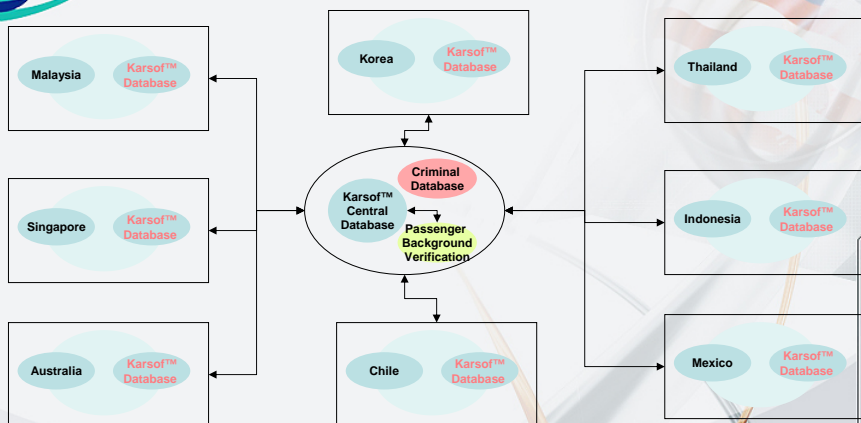 Malaysia
Karsof™
Database
Korea
Karsof™
Database
Thailand
Karsof™
Database
Singapore
Karsof™
Database
Karsof™
Central
Database
Criminal
Database
Passenger
Background
Verification
Indonesia
Karsof™
Database
Australia
Karsof™
Database
Chile
Karsof™
Database
Mexico
Karsof™
Database